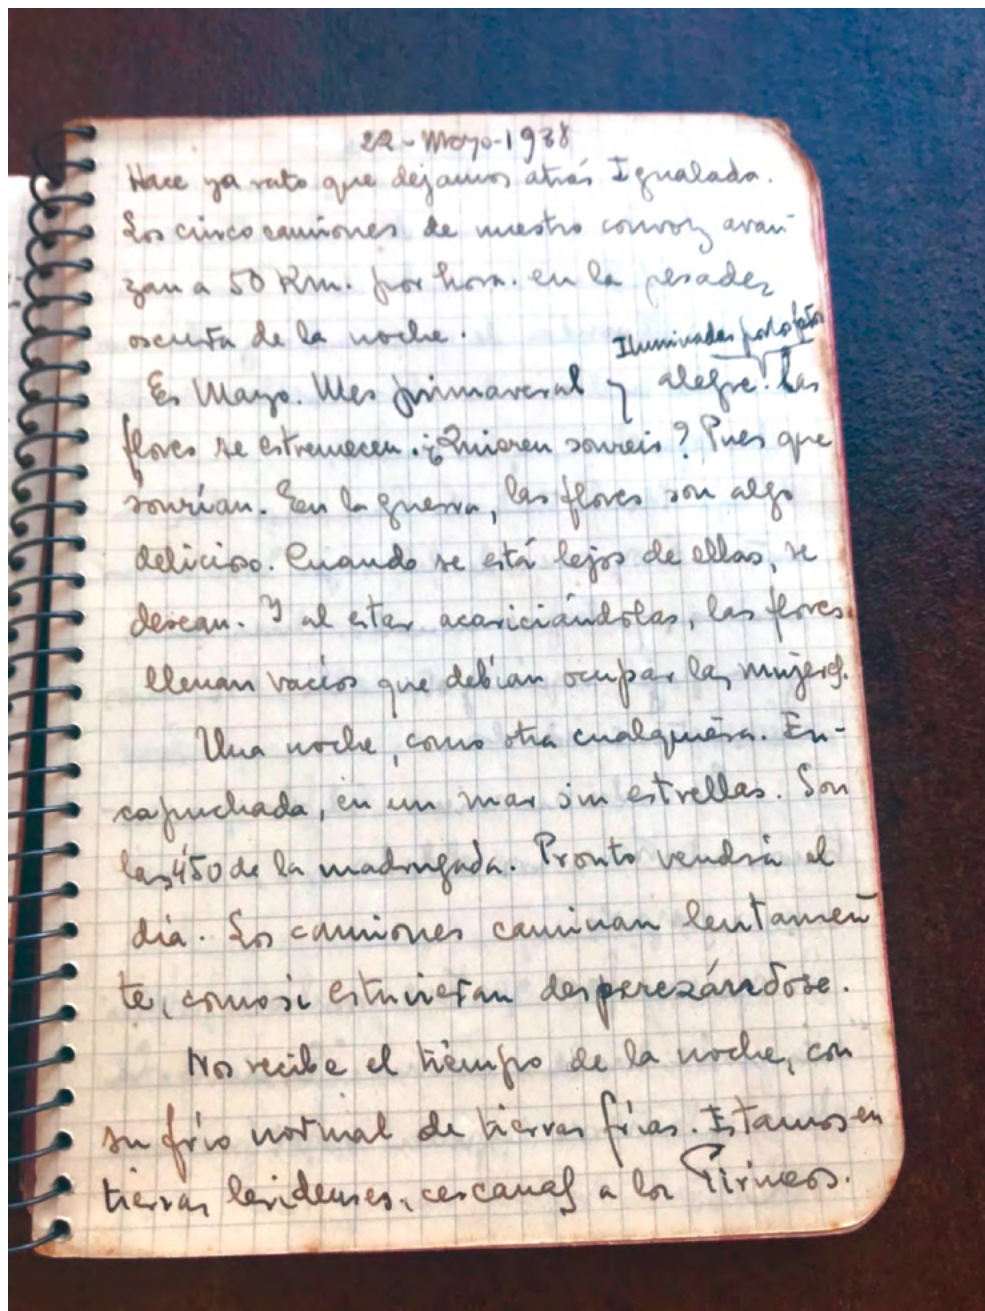 22-Mayo-1938
Hace ya rato que dejamos atrás Igualada.
Los cinco camiones de nuestro convoy avan-
zan a 50 Km. por hora. en la pesadez
oscura de la noche.
Iluminadas por los faros
Es Mayo. Mes primaveral y alegre. Las
flores se estremecen. ¿Quieren sonreir? Pues que
sonrían. En la guerra, las flores son algo
delicioso. Cuando se está lejos de ellas, se
desean. Y al estar acariciándolas, las flores
llenan vacíos que debían ocupar las mujeres.
Una noche, como otra cualquiera. En-
capuchada, en un mar sin estrellas. Son
las 4'50 de la madrugada. Pronto vendrá el
día. Los camiones caminan lentamen-
te, como si estuvieran desperezándose.
Nos recibe el tiempo de la noche, con
su frío normal de tierras frías. Estamos en
tierras leridenses, cercanas a los Pirineos.